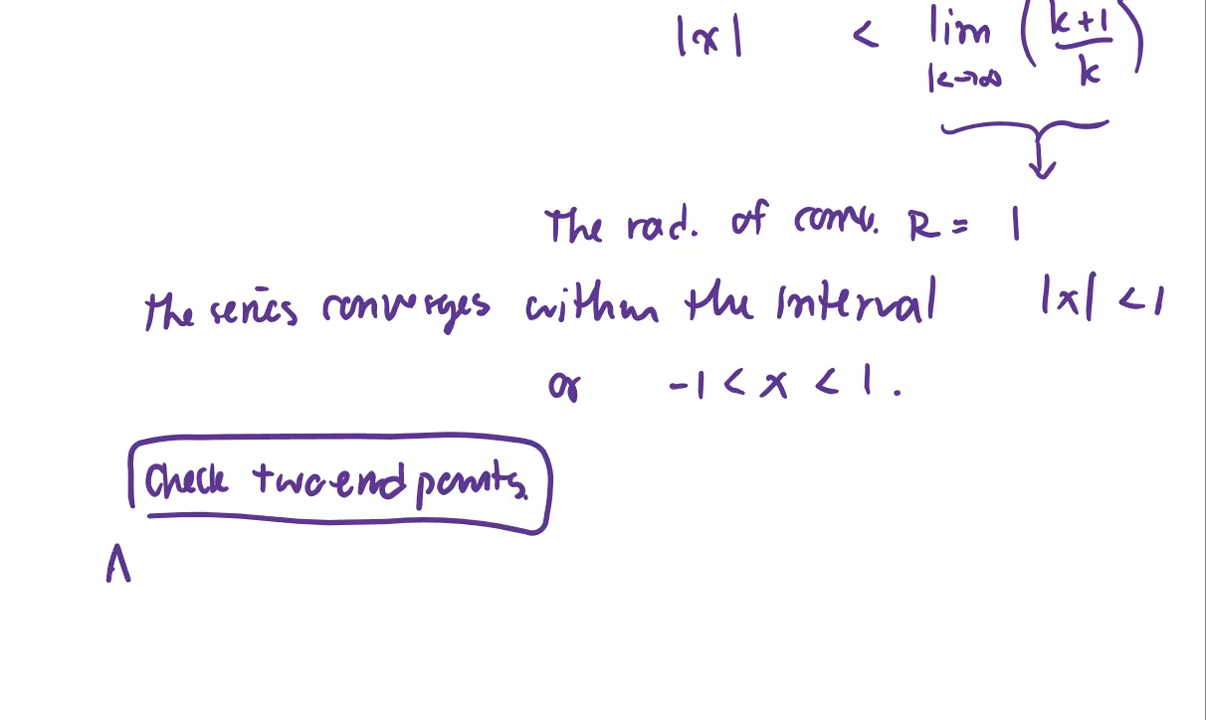 |x| < lim k→∞ (k+1/k)
The rad. of conv. R = 1
the series converges within the interval |x| < 1
or -1 < x < 1.
Check two end points